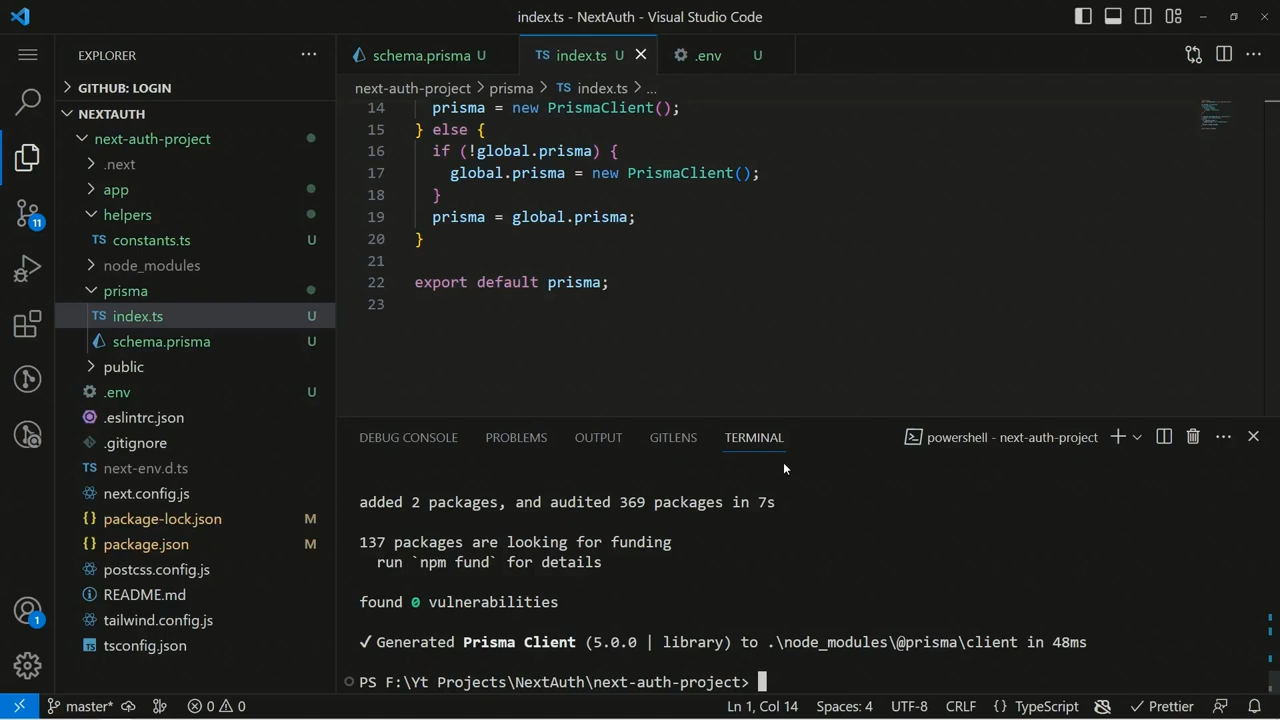 index.ts - NextAuth - Visual Studio Code
EXPLORER
GITHUB: LOGIN
NEXTAUTH
next-auth-project
.next
app
helpers
TS constants.ts U
node_modules
prisma
TS index.ts U
schema.prisma U
public
.env U
.eslintrc.json
.gitignore
next-env.d.ts
next.config.js
{} package-lock.json M
{} package.json M
postcss.config.js
README.md
tailwind.config.js
TS tsconfig.json
11
1
schema.prisma U
TS index.ts U
.env U
next-auth-project > prisma > TS index.ts > ...
14 prisma = new PrismaClient();
15 } else {
16 if (!global.prisma) {
17 global.prisma = new PrismaClient();
18 }
19 prisma = global.prisma;
20 }
21
22 export default prisma;
23
DEBUG CONSOLE PROBLEMS OUTPUT GITLENS TERMINAL
powershell - next-auth-project
added 2 packages, and audited 369 packages in 7s
137 packages are looking for funding
run `npm fund` for details
found 0 vulnerabilities
✓ Generated Prisma Client (5.0.0 | library) to .\node_modules\@prisma\client in 48ms
PS F:\Yt Projects\NextAuth\next-auth-project>
master* 0 0 Ln 1, Col 14 Spaces: 4 UTF-8 CRLF {} TypeScript Prettier